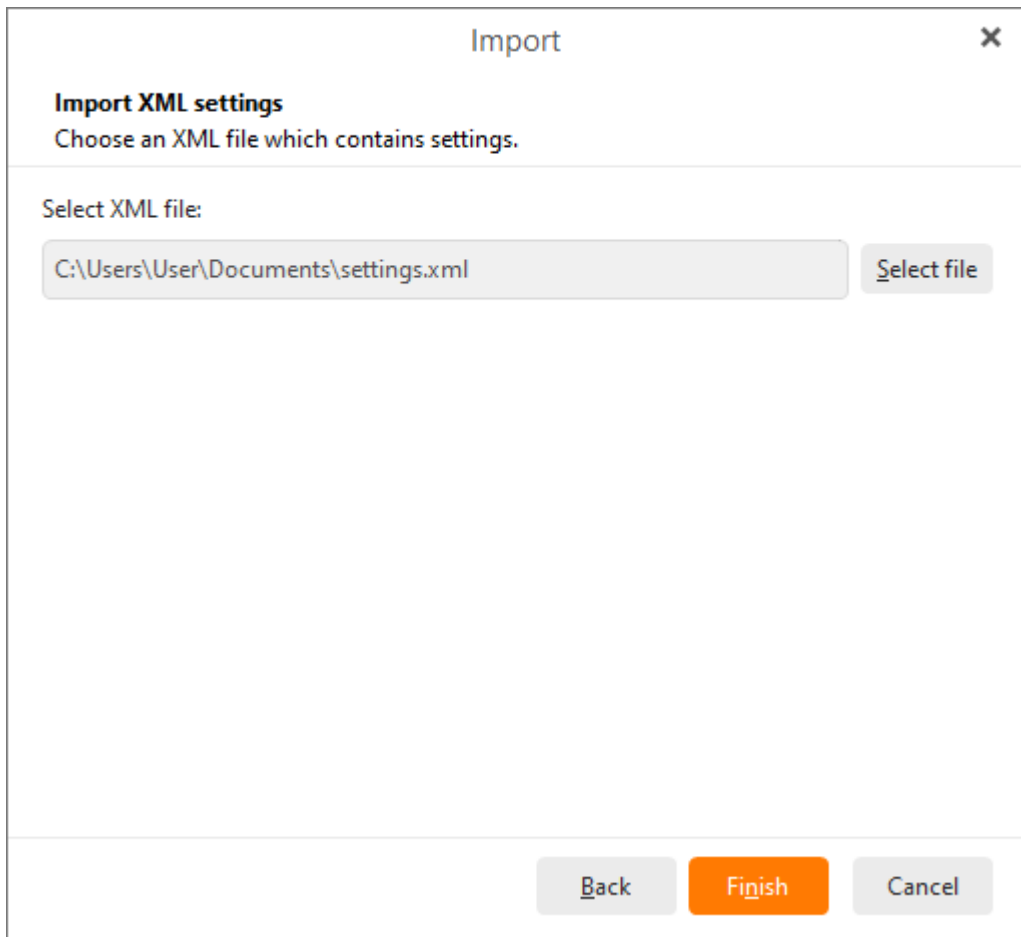 Import
Import XML settings
Choose an XML file which contains settings.
Select XML file:
C:\Users\User\Documents\settings.xml
Select file
Back
Finish
Cancel